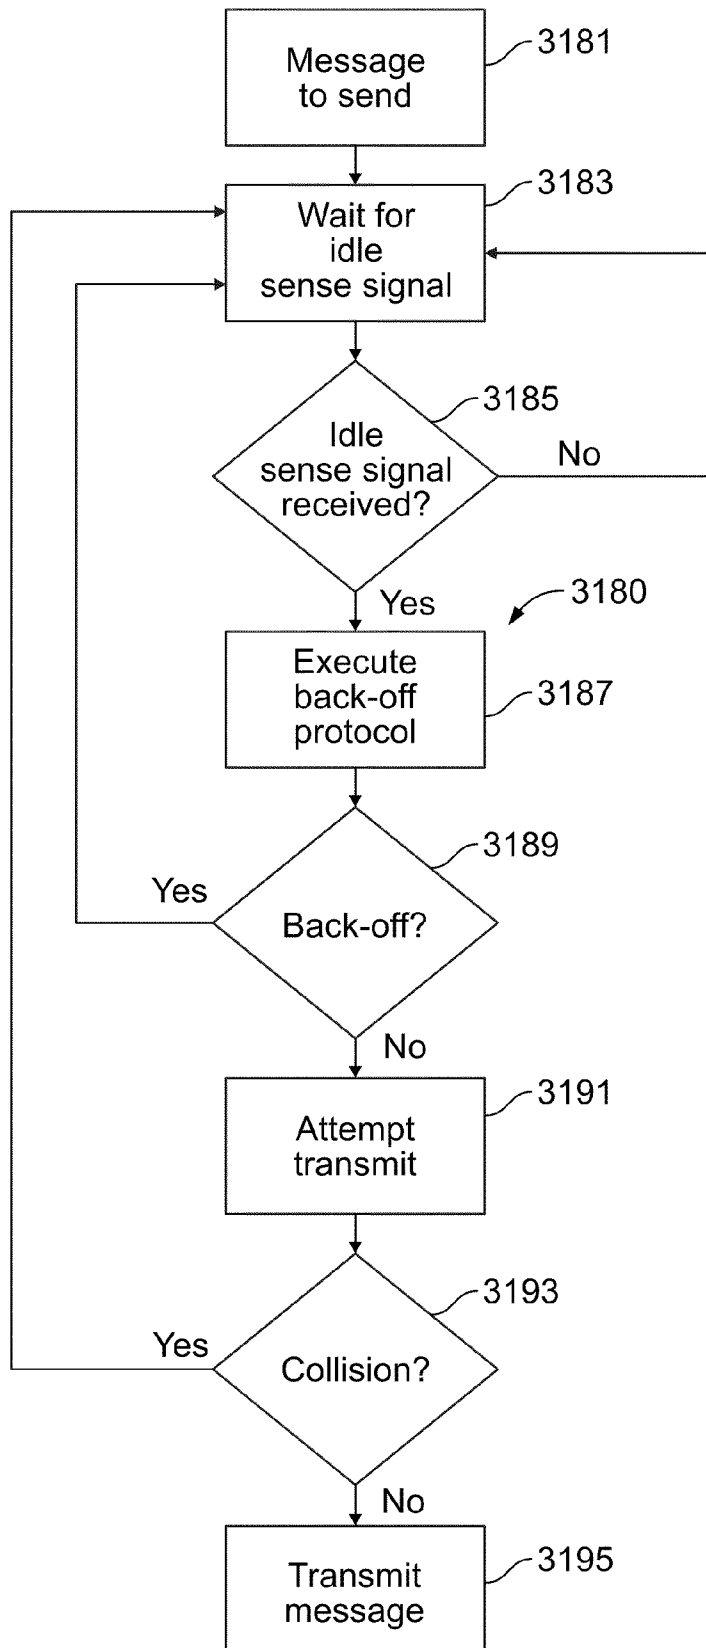 Message
to send
3181
Wait for
idle
sense signal
3183
Idle
sense signal
received?
3185
No
Yes
3180
Execute
back-off
protocol
3187
Back-off?
3189
Yes
No
Attempt
transmit
3191
Collision?
3193
Yes
No
Transmit
message
3195